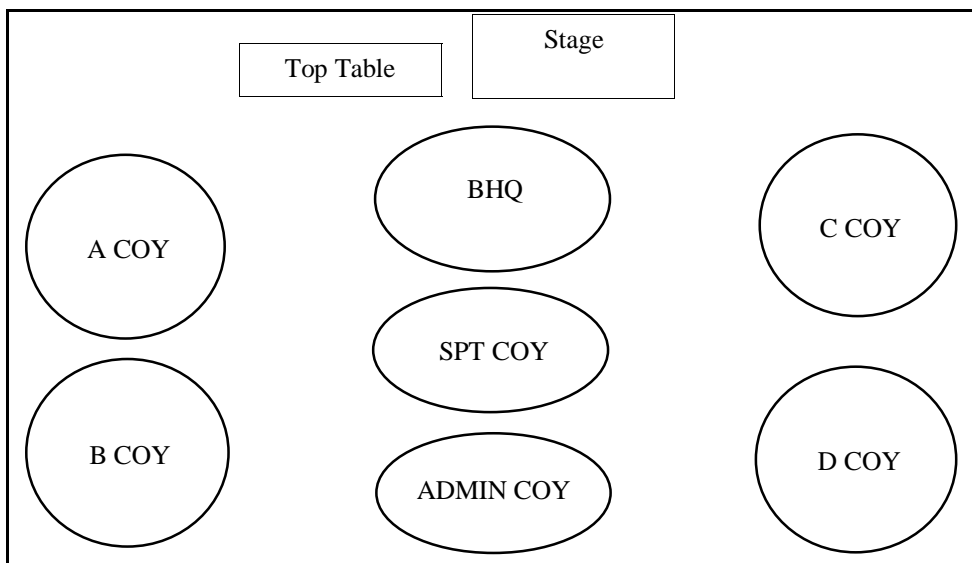 Stage
Top Table
BHQ
A COY
C COY
SPT COY
B COY
D COY
ADMIN COY